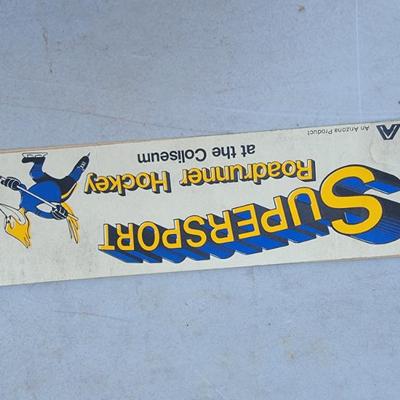 SUPERSPORT
Roadrunner Hockey
at the Coliseum
An Arizona Product